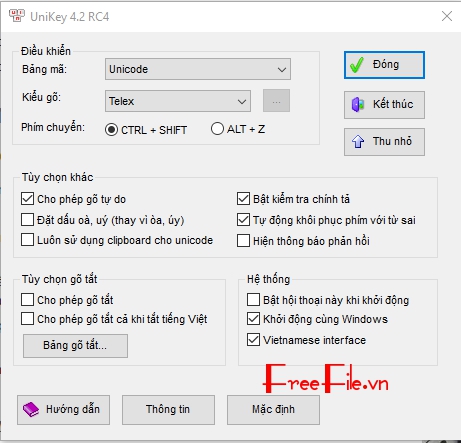 UniKey 4.2 RC4
Điều khiển
Bảng mã: Unicode
Kiểu gõ: Telex ...
Phím chuyển: CTRL + SHIFT ALT + Z
Đóng
Kết thúc
Thu nhỏ
Tùy chọn khác
Cho phép gõ tự do
Đặt dấu oà, uý (thay vì òa, úy)
Luôn sử dụng clipboard cho unicode
Bật kiểm tra chính tả
Tự động khôi phục phím với từ sai
Hiện thông báo phản hồi
Tùy chọn gõ tắt
Cho phép gõ tắt
Cho phép gõ tắt cả khi tắt tiếng Việt
Bảng gõ tắt...
Hệ thống
Bật hội thoại này khi khởi động
Khởi động cùng Windows
Vietnamese interface
FreeFile.vn
Hướng dẫn
Thông tin
Mặc định